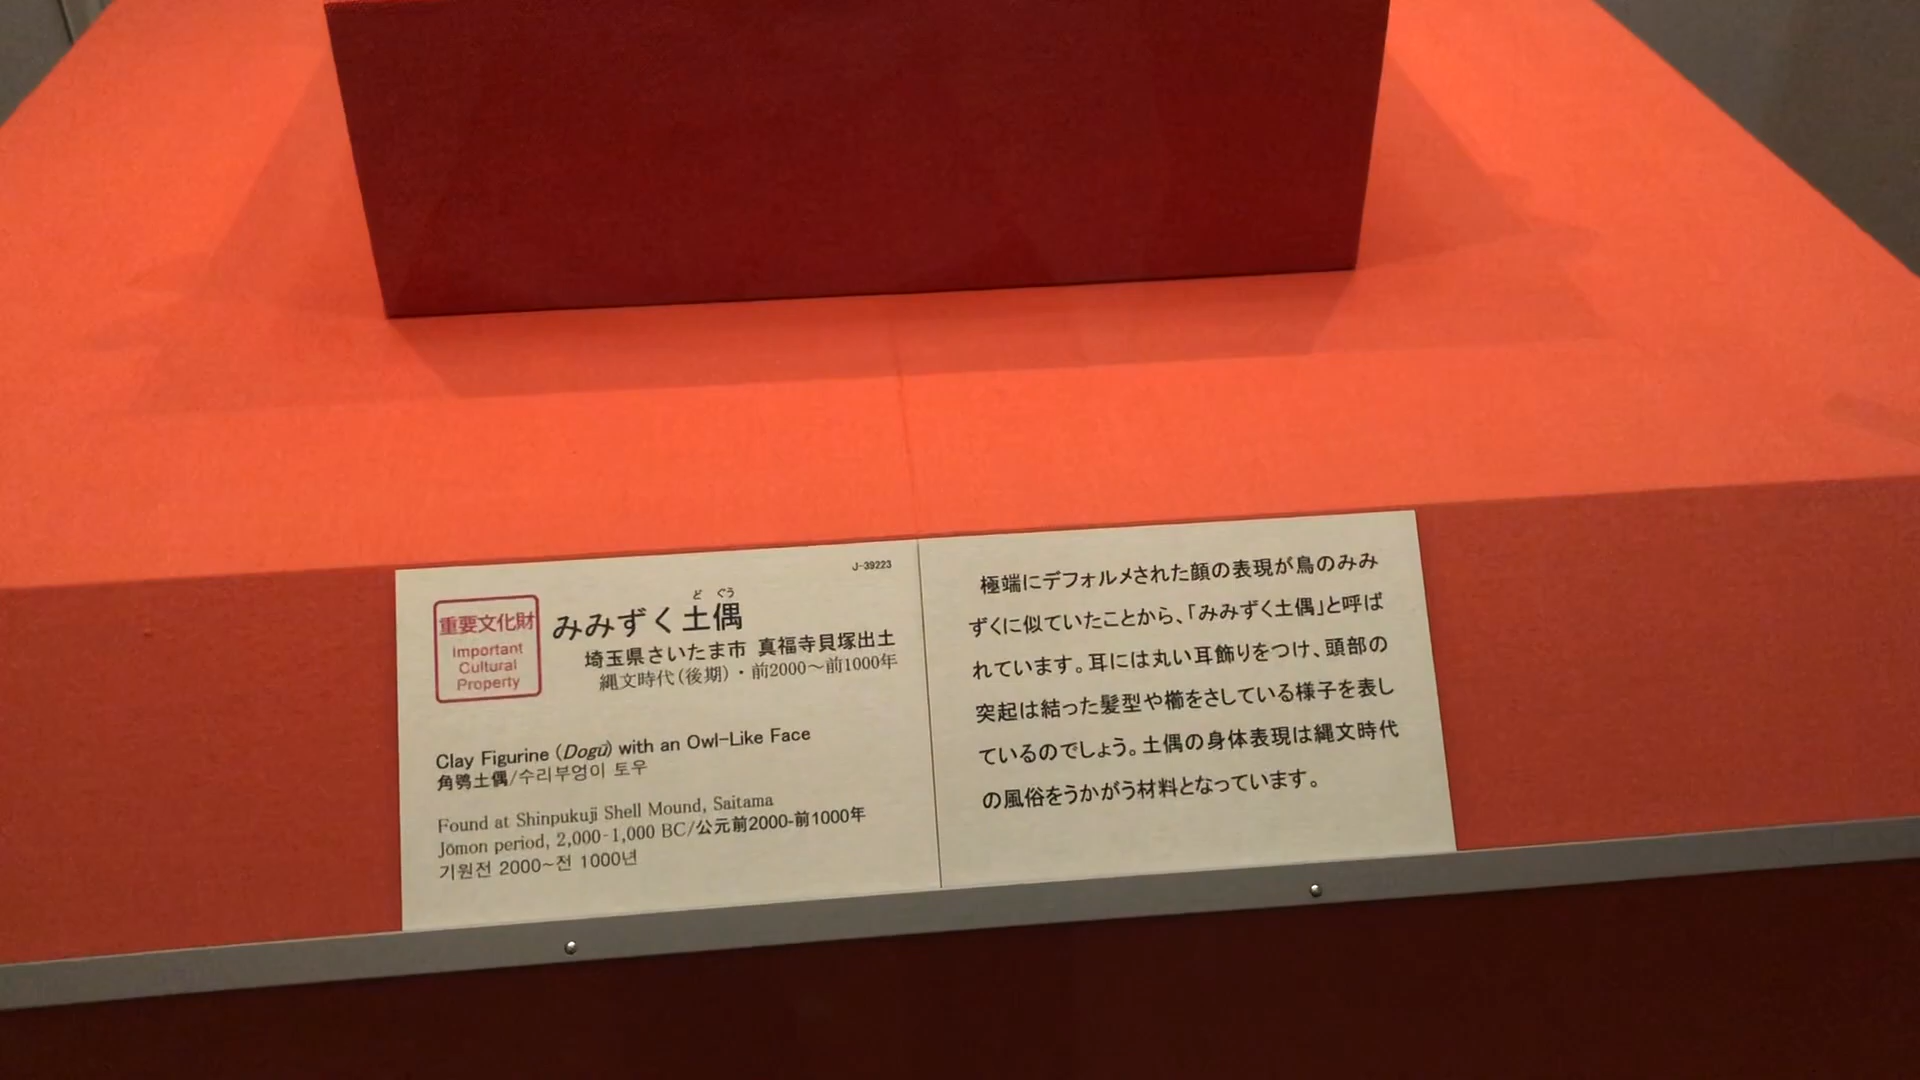 J-39223
重要文化財
Important
Cultural
Property
ど ぐう
みみずく土偶
埼玉県さいたま市 真福寺貝塚出土
縄文時代(後期)・前2000～前1000年
Clay Figurine (Dogū) with an Owl-Like Face
角鴞土偶/수리부엉이 토우
Found at Shinpukuji Shell Mound, Saitama
Jōmon period, 2,000-1,000 BC/公元前2000-前1000年
기원전 2000~전 1000년
極端にデフォルメされた顔の表現が鳥のみみ
ずくに似ていたことから、「みみずく土偶」と呼ば
れています。耳には丸い耳飾りをつけ、頭部の
突起は結った髪型や櫛をさしている様子を表し
ているのでしょう。土偶の身体表現は縄文時代
の風俗をうかがう材料となっています。